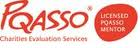 PQASSO®
Charities Evaluation Services
LICENSED
PQASSO
MENTOR